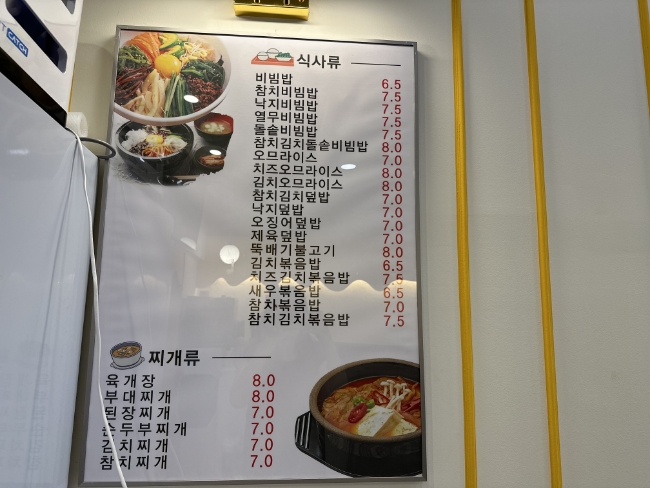 CATCH
식사류
비빔밥 6.5
참치비빔밥 7.5
낙지비빔밥 7.5
열무비빔밥 7.5
돌솥비빔밥 7.5
참치김치돌솥비빔밥 8.0
오므라이스 7.0
치즈오므라이스 8.0
김치오므라이스 8.0
참치김치덮밥 7.0
낙지덮밥 7.0
오징어덮밥 7.0
제육덮밥 7.0
뚝배기불고기 8.0
김치볶음밥 6.5
치즈김치볶음밥 7.5
새우볶음밥 6.5
참차볶음밥 7.0
참치김치볶음밥 7.5
찌개류
육개장 8.0
부대찌개 8.0
된장찌개 7.0
순두부찌개 7.0
김치찌개 7.0
참치찌개 7.0